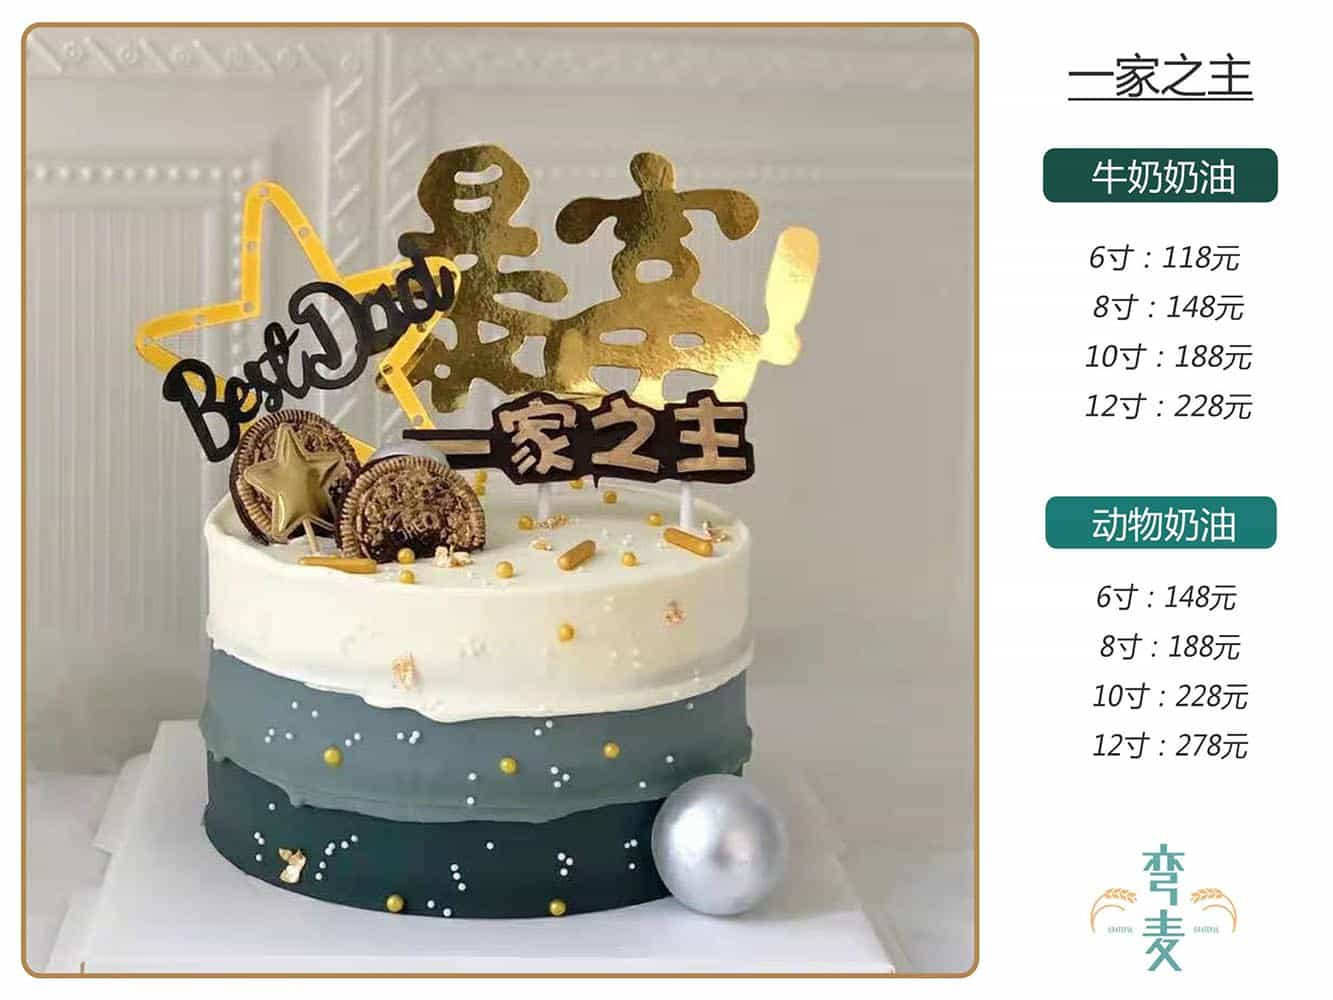 一家之主
牛奶奶油
6寸：118元
8寸：148元
10寸：188元
12寸：228元
动物奶油
6寸：148元
8寸：188元
10寸：228元
12寸：278元
弯麦
Best Dad
最富
一家之主